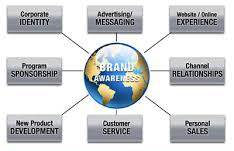 Corporate
IDENTITY
Advertising/
MESSAGING
Website / Online
EXPERIENCE
Program
SPONSORSHIP
BRAND
AWARENESS
Channel
RELATIONSHIPS
New Product
DEVELOPMENT
Customer
SERVICE
Personal
SALES